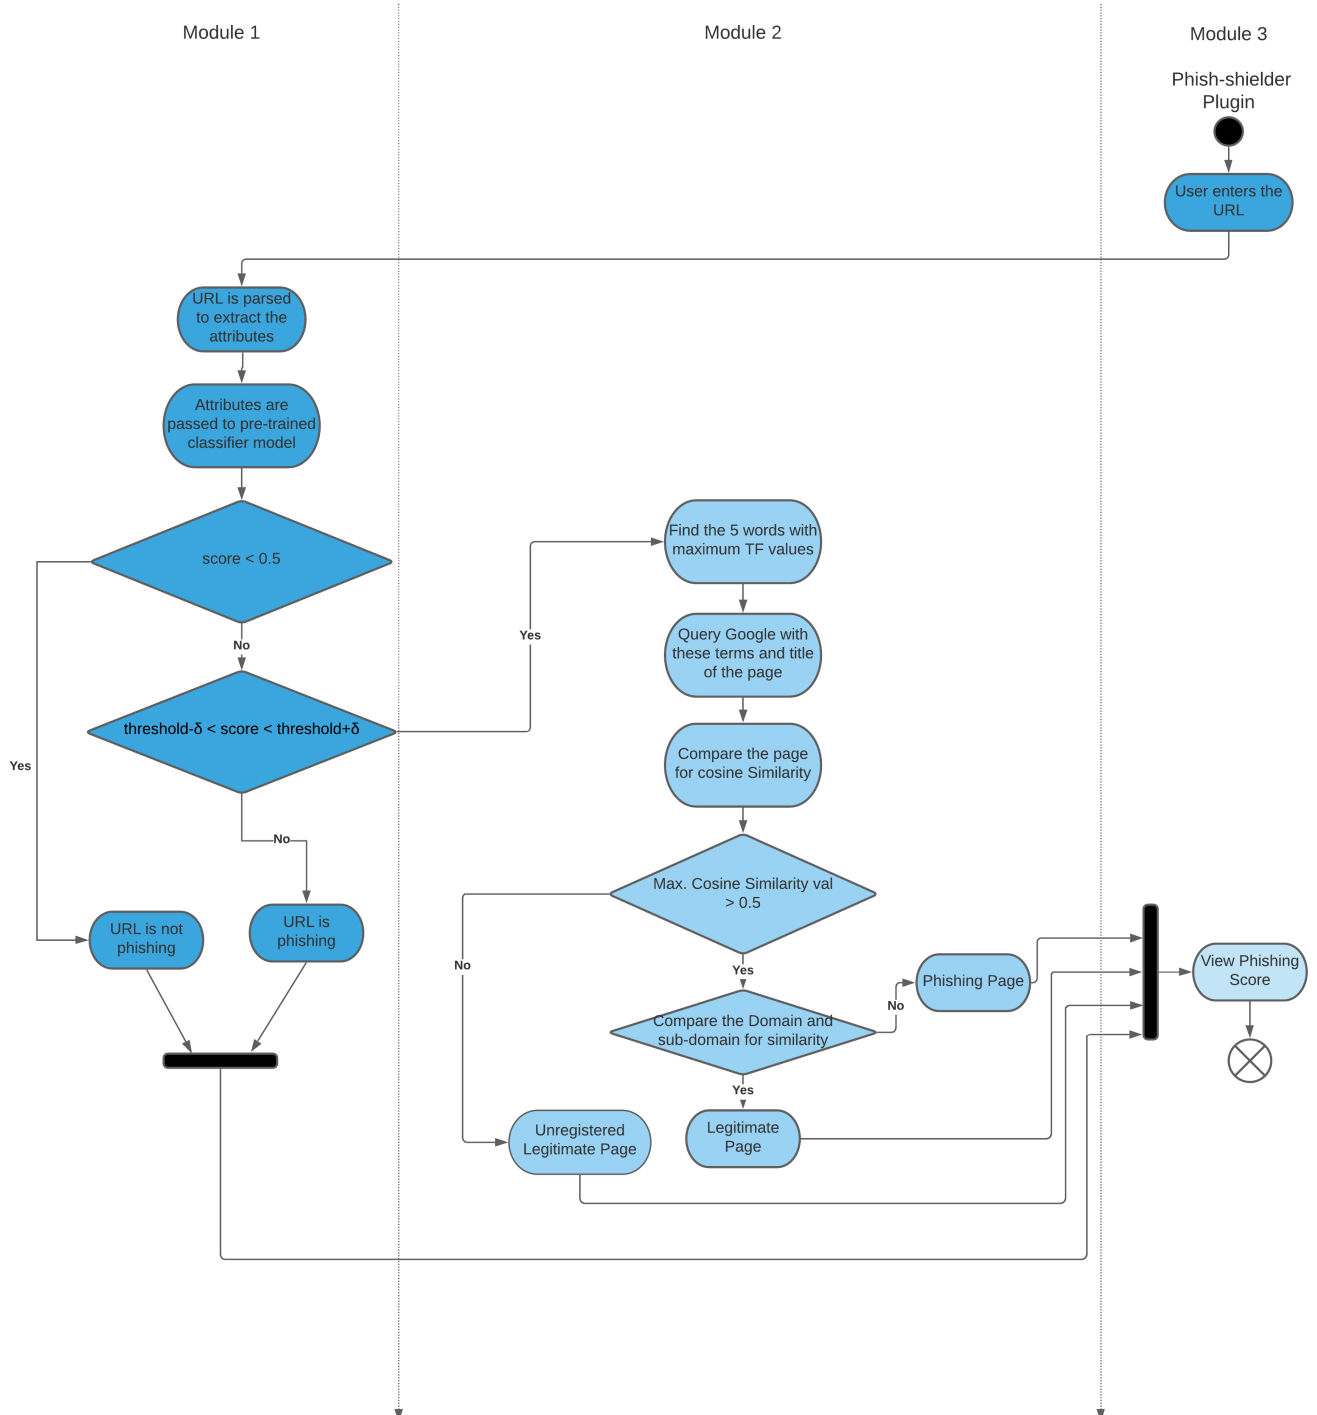 Module 1
Module 2
Module 3
Phish-shielder
Plugin
User enters the
URL
URL is parsed
to extract the
attributes
Attributes are
passed to pre-trained
classifier model
score < 0.5
No
threshold-δ < score < threshold+δ
Yes
Yes
No
URL is not
phishing
URL is
phishing
Find the 5 words with
maximum TF values
Query Google with
these terms and title
of the page
Compare the page
for cosine Similarity
Max. Cosine Similarity val
> 0.5
No
Yes
Compare the Domain and
sub-domain for similarity
No
Phishing Page
Yes
Unregistered
Legitimate Page
Legitimate
Page
View Phishing
Score